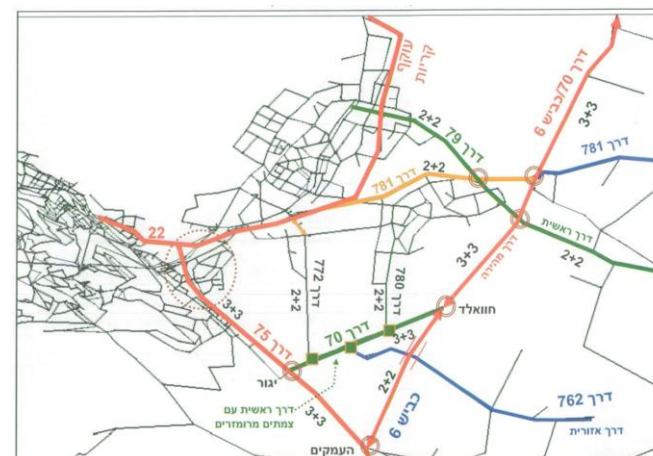 עוקף
קריות
2+2
דרך 79
דרך 70/כביש 6
3+3
דרך 781
2+2
דרך 781
22
דרך ראשית
2+2
דרך מהירה
3+3
דרך 772
2+2
דרך 780
2+2
3+3
דרך 75
3+3
חוואלד
דרך 70
3+3
יגור
2+2
כביש 6
דרך 762
דרך אזורית
דרך ראשית עם
צמתים מרומזרים
3+3
העמקים